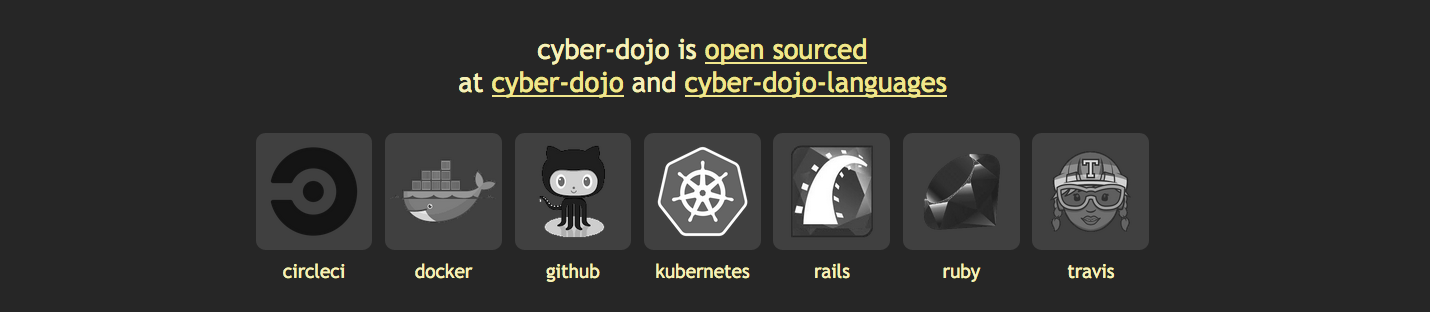 cyber-dojo is open sourced
at cyber-dojo and cyber-dojo-languages
T
circleci docker github kubernetes rails ruby travis